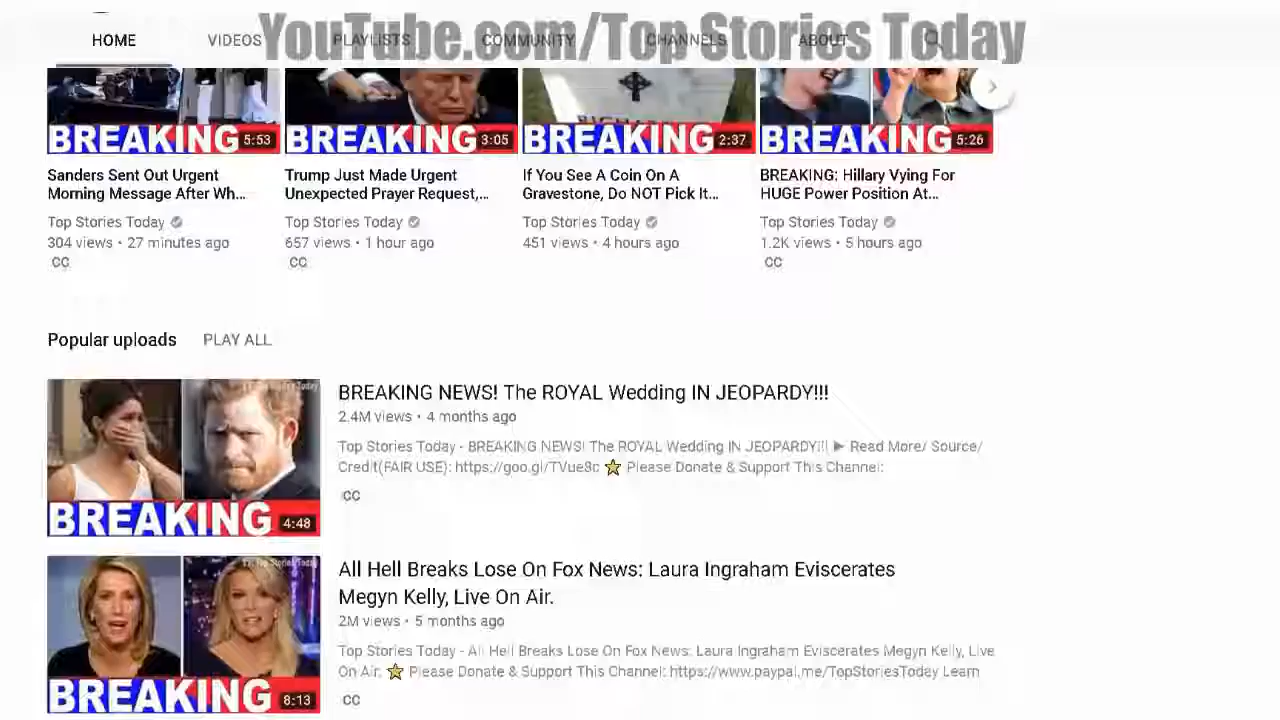 YouTube.com/Top Stories Today
HOME VIDEOS PLAYLISTS COMMUNITY CHANNELS ABOUT
BREAKING 5:53 BREAKING 3:05 BREAKING 2:37 BREAKING 5:26
Sanders Sent Out Urgent
Morning Message After Wh...
Top Stories Today
304 views • 27 minutes ago
CC
Trump Just Made Urgent
Unexpected Prayer Request,...
Top Stories Today
657 views • 1 hour ago
CC
If You See A Coin On A
Gravestone, Do NOT Pick It...
Top Stories Today
451 views • 4 hours ago
BREAKING: Hillary Vying For
HUGE Power Position At...
Top Stories Today
1.2K views • 5 hours ago
CC
Popular uploads PLAY ALL
BREAKING 4:48
BREAKING NEWS! The ROYAL Wedding IN JEOPARDY!!!
2.4M views • 4 months ago
Top Stories Today - BREAKING NEWS! The ROYAL Wedding IN JEOPARDY!!! ► Read More/ Source/
Credit(FAIR USE): https://goo.gl/TVue8c ⭐ Please Donate & Support This Channel:
CC
YT: Top Stories Today
BREAKING 8:13
All Hell Breaks Lose On Fox News: Laura Ingraham Eviscerates
Megyn Kelly, Live On Air.
2M views • 5 months ago
Top Stories Today - All Hell Breaks Lose On Fox News: Laura Ingraham Eviscerates Megyn Kelly, Live
On Air. ⭐ Please Donate & Support This Channel: https://www.paypal.me/TopStoriesToday Learn
CC